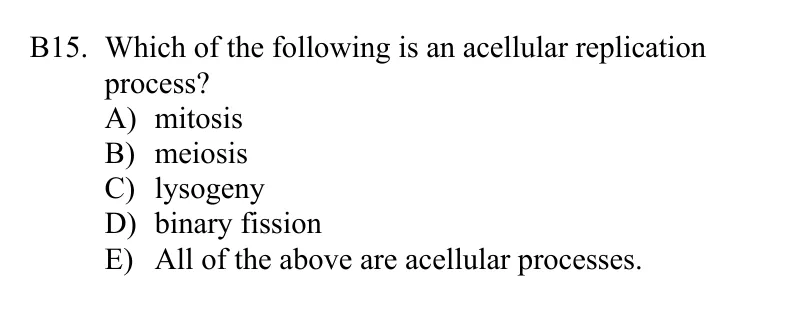 B15. Which of the following is an acellular replication
process?
A) mitosis
B) meiosis
C) lysogeny
D) binary fission
E) All of the above are acellular processes.